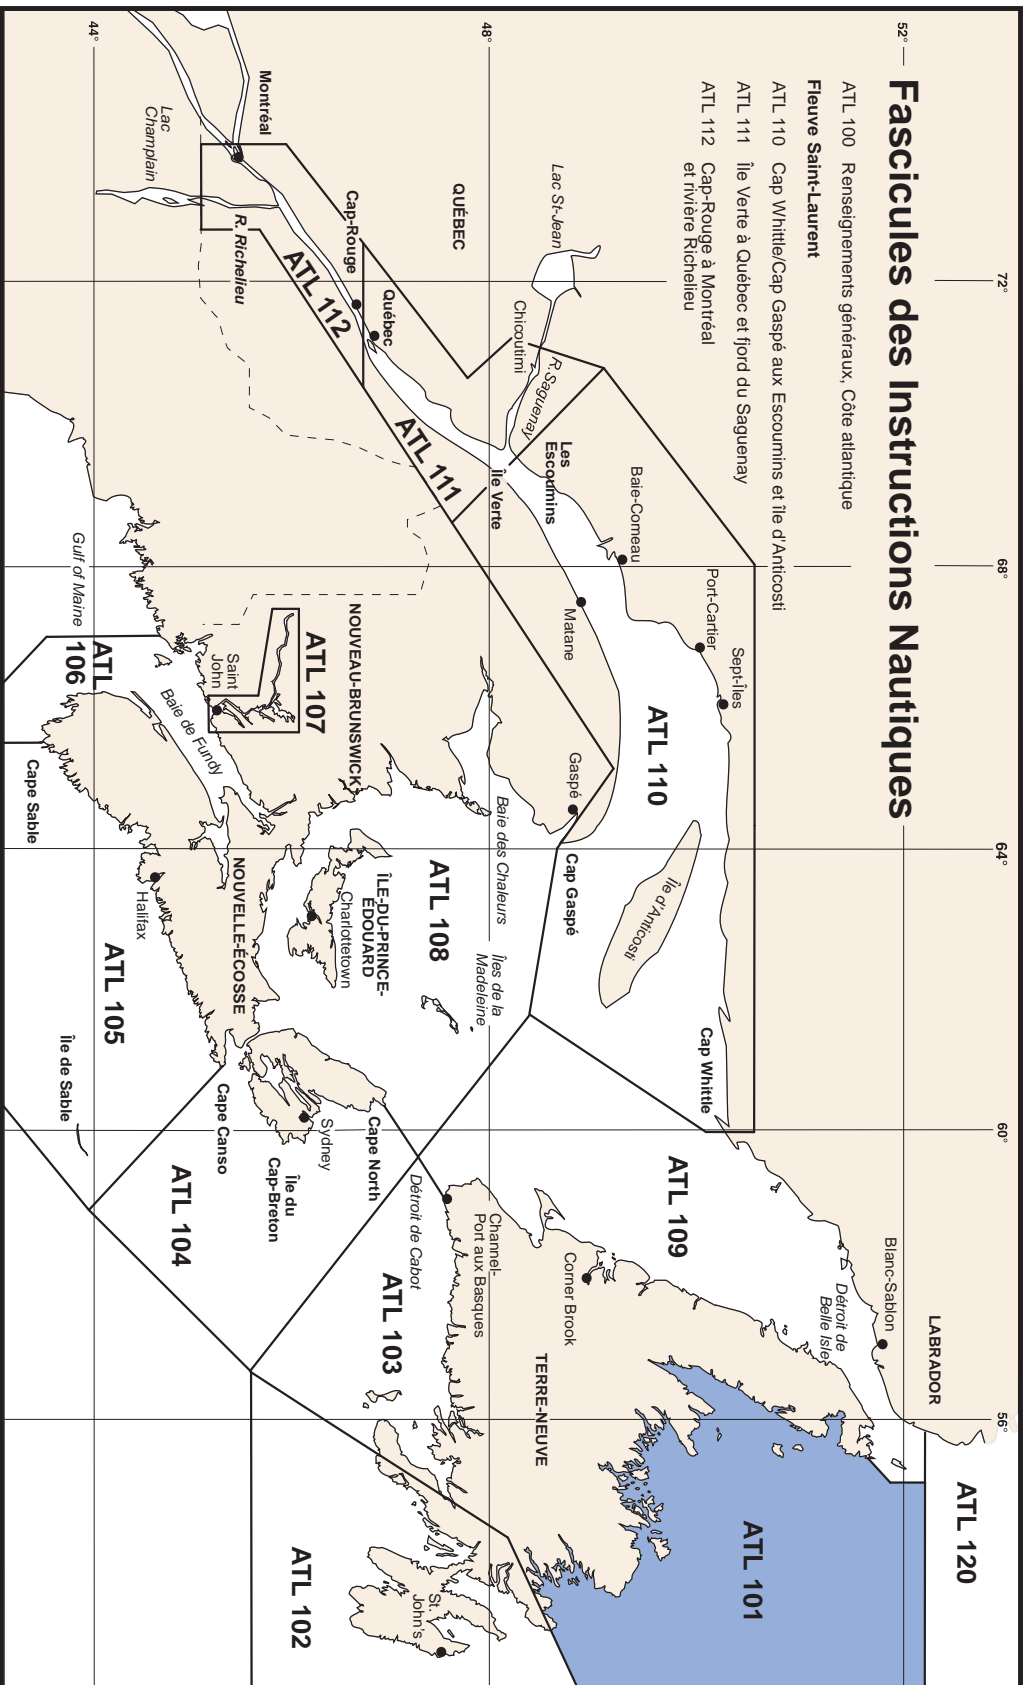 Fascicules des Instructions Nautiques
ATL 100 Renseignements généraux, Côte atlantique
Fleuve Saint-Laurent
ATL 110 Cap Whittle/Cap Gaspé aux Escoumins et île d'Anticosti
ATL 111 Île Verte à Québec et fjord du Saguenay
ATL 112 Cap-Rouge à Montréal
et rivière Richelieu
72°
68°
64°
60°
56°
52°
48°
44°
LABRADOR
ATL 120
Blanc-Sablon
Détroit de
Belle Isle
ATL 101
Sept-Îles
Port-Cartier
Cap Whittle
ATL 110
ATL 109
Île d'Anticosti
Baie-Comeau
Corner Brook
Lac St-Jean
Les
Escoumins
Matane
Gaspé
Cap Gaspé
TERRE-NEUVE
R. Saguenay
Chicoutimi
Île Verte
Baie des Chaleurs
Îles de la
Madeleine
Channel-
Port aux Basques
QUÉBEC
ATL 108
ATL 111
Détroit de Cabot
St.
John's
Québec
ÎLE-DU-PRINCE-
ÉDOUARD
ATL 103
Cap-Rouge
NOUVEAU-BRUNSWICK
Charlottetown
Cape North
ATL 112
ATL 107
Sydney
ATL 102
Montréal
Île du
Cap-Breton
R. Richelieu
Saint
John
NOUVELLE-ÉCOSSE
Cape Canso
Baie de Fundy
ATL 104
Lac
Champlain
Halifax
ATL 105
ATL
106
Gulf of Maine
Île de Sable
Cape Sable